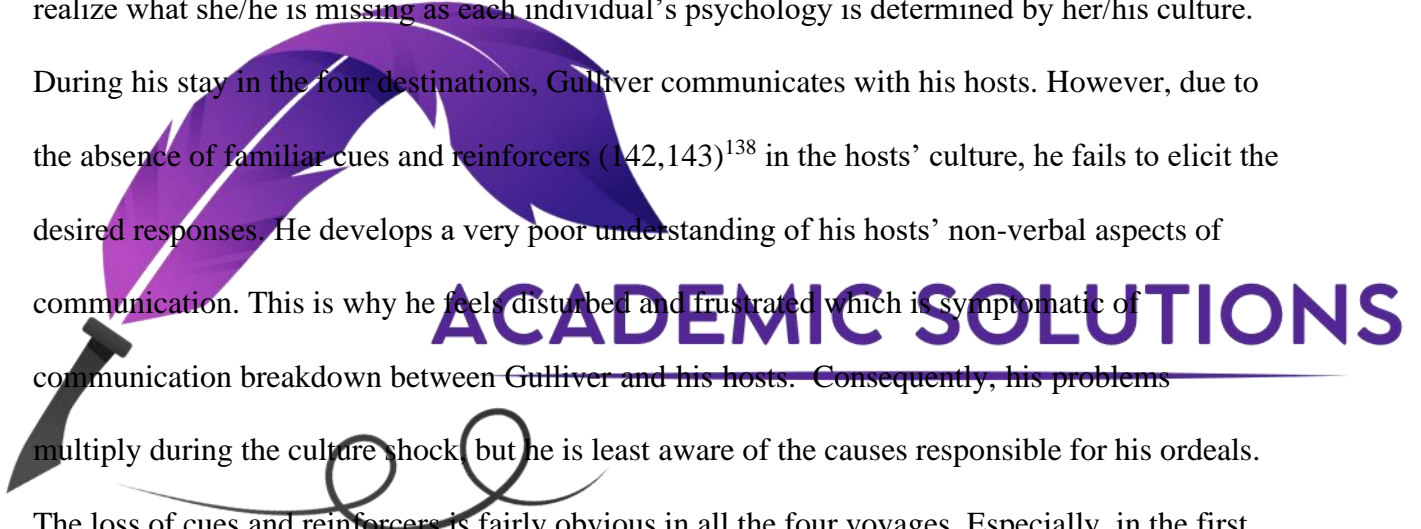 realize what she/he is missing as each individual's psychology is determined by her/his culture.
During his stay in the four destinations, Gulliver communicates with his hosts. However, due to
the absence of familiar cues and reinforcers (142,143)138 in the hosts' culture, he fails to elicit the
desired responses. He develops a very poor understanding of his hosts' non-verbal aspects of
communication. This is why he feels disturbed and frustrated which is symptomatic of
ACADEMIC SOLUTIONS
communication breakdown between Gulliver and his hosts. Consequently, his problems
multiply during the culture shock, but he is least aware of the causes responsible for his ordeals.
The loss of cues and reinforcers is fairly obvious in all the four voyages. Especially, in the first